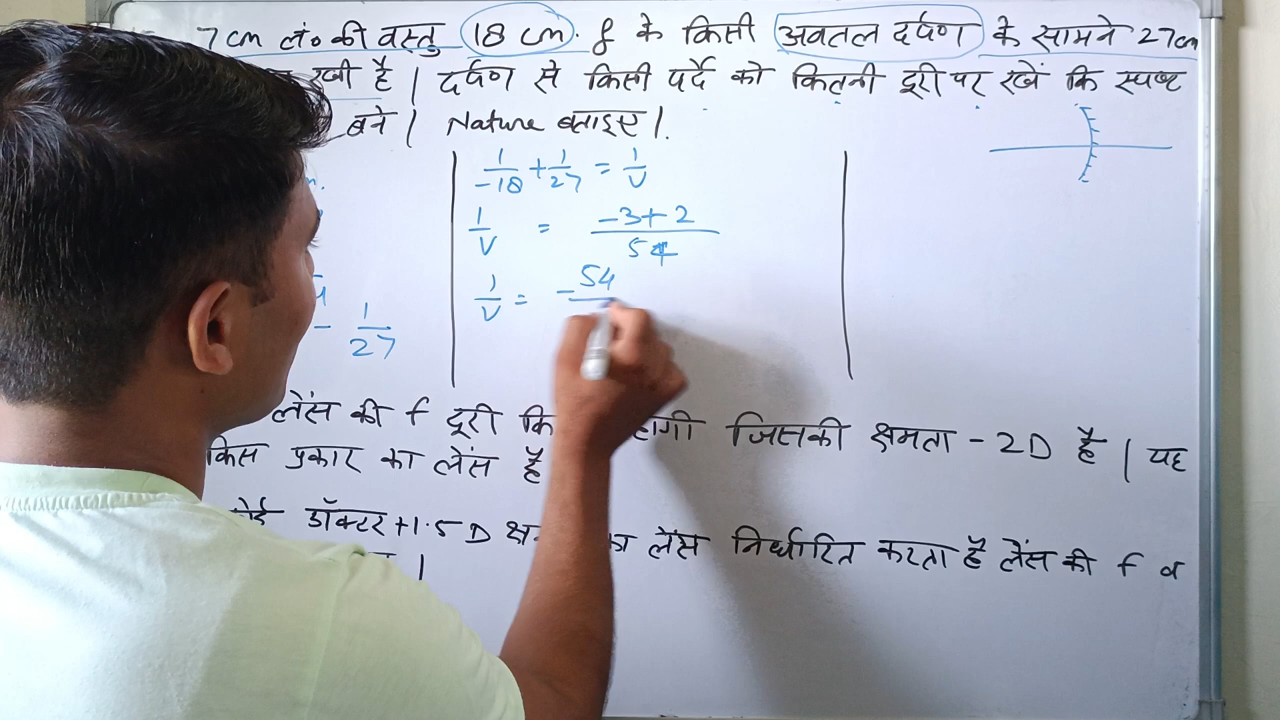 7 cm लं० की वस्तु 18 cm. f के किसी अवतल दर्पण के सामने 27cm
रखी है | दर्पण से किसी पर्दे को कितनी दूरी पर रखें कि स्पष्ट
बने | Nature बताइए |.
1/-18 + 1/27 = 1/V
1/V = -3+2/54
1/V = -54
- 1/27
लेंस की f दूरी जिसकी क्षमता -2D है | यह
किस प्रकार का लेंस है
डॉक्टर +1.5 D लेंस निर्धारित करता है लेंस की f व
|